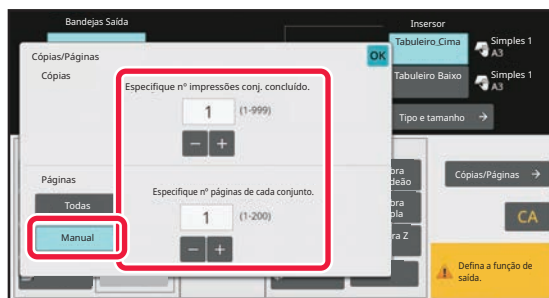 Bandejas Saída
Insersor
Tabuleiro Cima
Simples 1
A3
Cópias/Páginas
OK
Cópias
Especifique nº impressões conj. concluído.
Tabuleiro Baixo
Simples 1
A3
1
(1-999)
Tipo e tamanho
Páginas
Especifique nº páginas de cada conjunto.
Cópias/Páginas
Todas
1
(1-200)
CA
Manual
Defina a função de
saída.